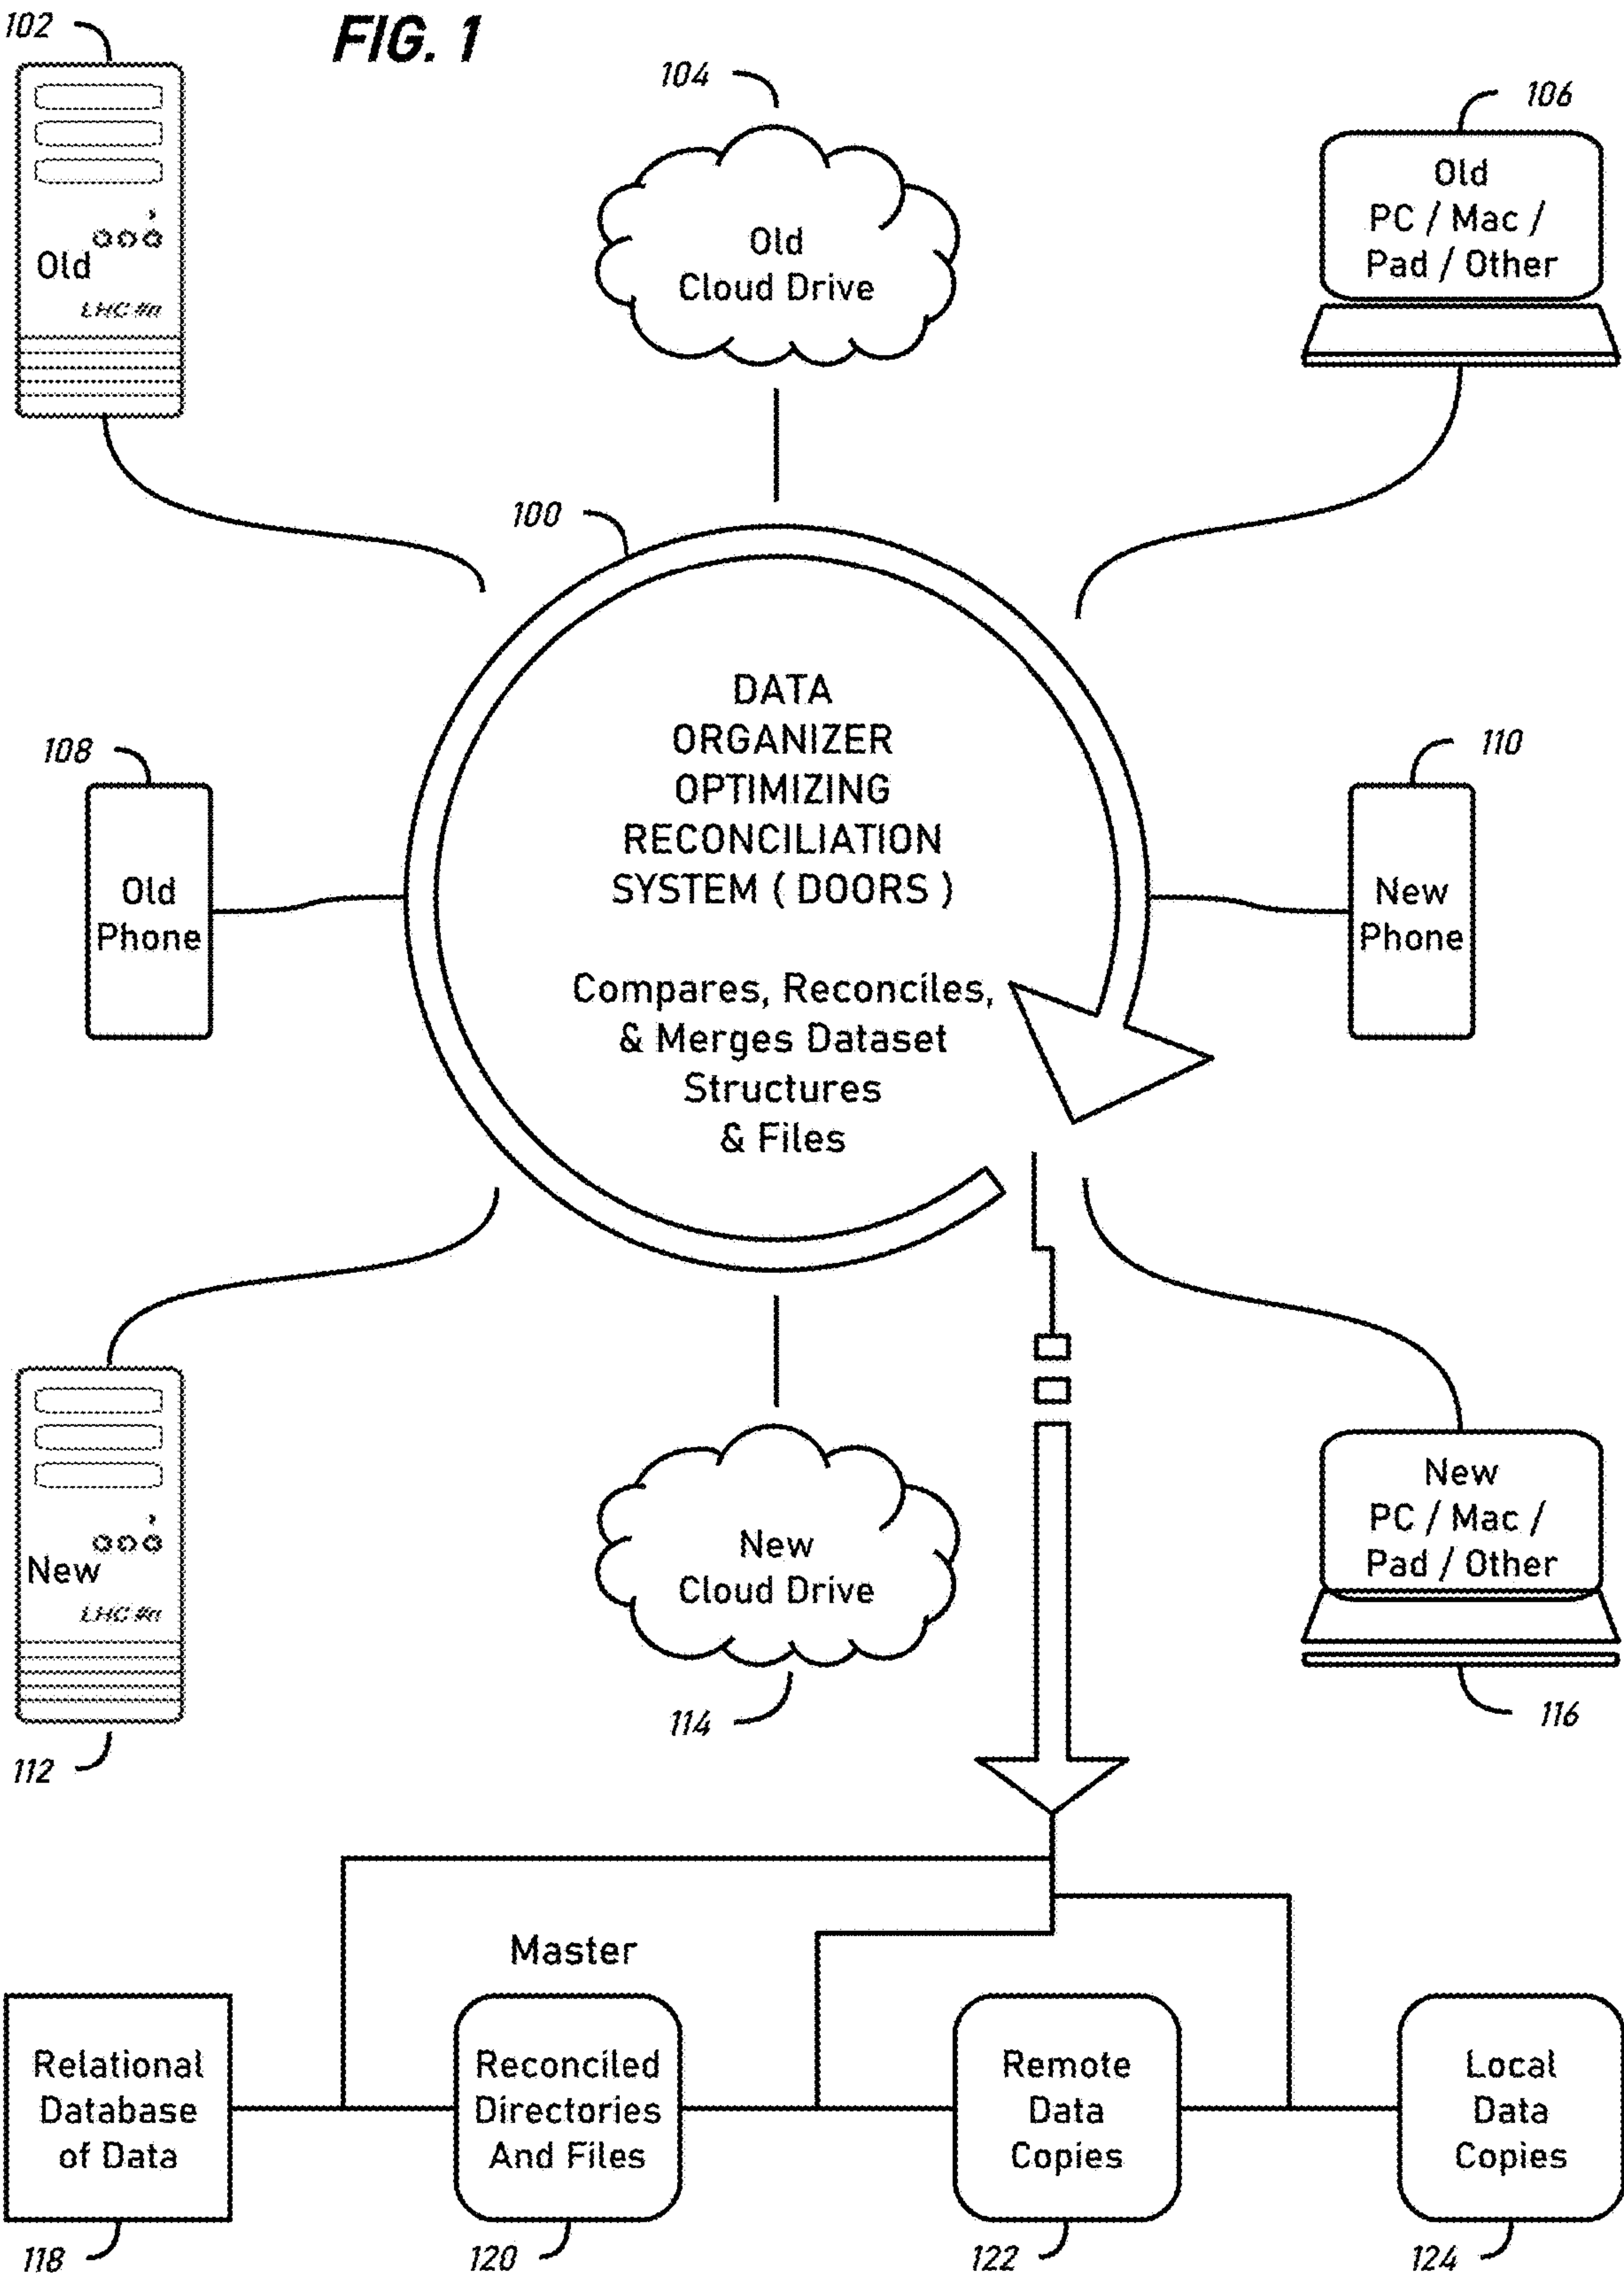 102
FIG. 1
104
106
Old
PC / Mac /
Pad / Other
Old
Cloud Drive
Old
LHC #n
100
DATA
ORGANIZER
OPTIMIZING
RECONCILIATION
SYSTEM ( DOORS )
Compares, Reconciles,
& Merges Dataset
Structures
& Files
108
Old
Phone
110
New
Phone
New
LHC #n
112
New
Cloud Drive
114
New
PC / Mac /
Pad / Other
116
Master
Relational
Database
of Data
118
Reconciled
Directories
And Files
120
Remote
Data
Copies
122
Local
Data
Copies
124